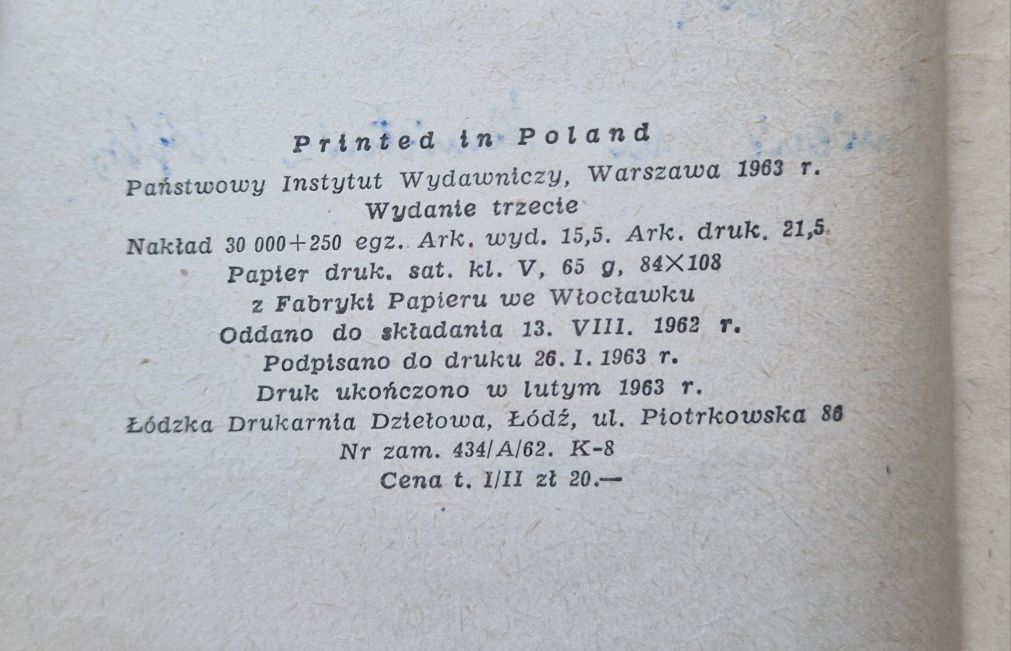 Printed in Poland
Państwowy Instytut Wydawniczy, Warszawa 1963 r.
Wydanie trzecie
Nakład 30 000+250 egz. Ark. wyd. 15,5. Ark. druk. 21,5
Papier druk. sat. kl. V, 65 g, 84×108
z Fabryki Papieru we Włocławku
Oddano do składania 13. VIII. 1962 r.
Podpisano do druku 26. I. 1963 r.
Druk ukończono w lutym 1963 r.
Łódzka Drukarnia Dziełowa, Łódź, ul. Piotrkowska 86
Nr zam. 434/A/62. K-8
Cena t. I/II zł 20.—